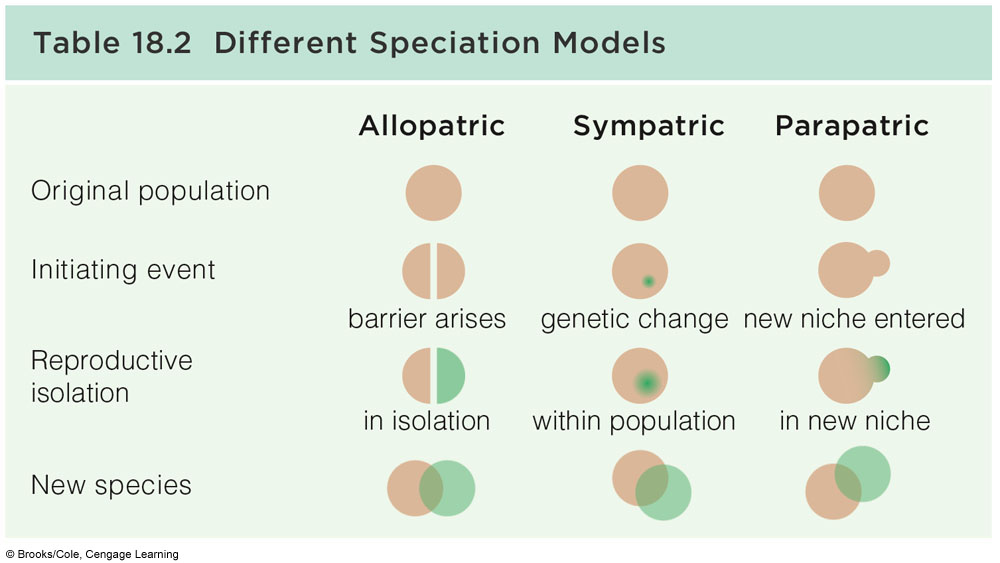 Table 18.2 Different Speciation Models
Allopatric Sympatric Parapatric
Original population
Initiating event
barrier arises genetic change new niche entered
Reproductive
isolation
in isolation within population in new niche
New species
© Brooks/Cole, Cengage Learning